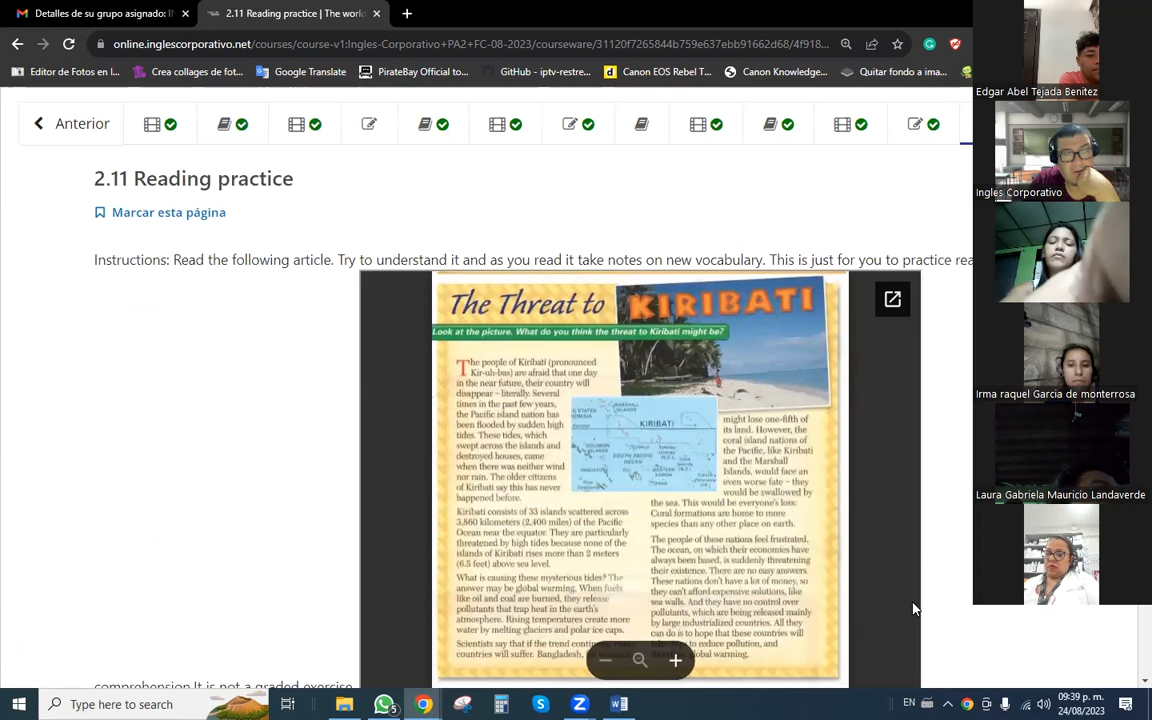 Detalles de su grupo asignado: I
2.11 Reading practice | The worl
online.inglescorporativo.net/courses/course-v1:Ingles-Corporativo+PA2+FC-08-2023/courseware/31120f7265844b759e637ebb91662d68/4f918...
Editor de Fotos en l...
Crea collages de fot...
Google Translate
PirateBay Official to...
GitHub - iptv-restre...
Canon EOS Rebel T...
Canon Knowledge...
Quitar fondo a ima...
Anterior
2.11 Reading practice
Marcar esta página
Instructions: Read the following article. Try to understand it and as you read it take notes on new vocabulary. This is just for you to practice rea
The Threat to KIRIBATI
Look at the picture. What do you think the threat to Kiribati might be?
The people of Kiribati (pronounced
Kir-uh-bas) are afraid that one day
in the near future, their country will
disappear – literally. Several
times in the past few years,
the Pacific island nation has
been flooded by sudden high
tides. These tides, which
swept across the islands and
destroyed houses, came
when there was neither wind
nor rain. The older citizens
of Kiribati say this has never
happened before.
Kiribati consists of 33 islands scattered across
3,860 kilometers (2,400 miles) of the Pacific
Ocean near the equator. They are particularly
threatened by high tides because none of the
islands of Kiribati rises more than 2 meters
(6.5 feet) above sea level.
What is causing these mysterious tides? The
answer may be global warming. When fuels
like oil and coal are burned, they release
pollutants that trap heat in the earth's
atmosphere. Rising temperatures create more
water by melting glaciers and polar ice caps.
Scientists say that if the trend
countries will suffer. Bangladesh,
MARSHALL
ISLANDS
KIRIBATI
SOUTH PACIFIC
OCEAN
might lose one-fifth of
its land. However, the
coral island nations of
the Pacific, like Kiribati
and the Marshall
Islands, would face an
even worse fate – they
would be swallowed by
the sea. This would be everyone's loss:
Coral formations are home to more
species than any other place on earth.
The people of these nations feel frustrated.
The ocean, on which their economies have
always been based, is suddenly threatening
their existence. There are no easy answers.
These nations don't have a lot of money, so
they can't afford expensive solutions, like
sea walls. And they have no control over
pollutants, which are being released mainly
by large industrialized countries. All they
can do is to hope that these countries will
to reduce pollution, and
global warming.
comprehension.It is not a graded exercise
Edgar Abel Tejada Benitez
Ingles Corporativo
Irma raquel Garcia de monterrosa
Laura Gabriela Mauricio Landaverde
Type here to search
5
EN
09:39 p. m.
24/08/2023